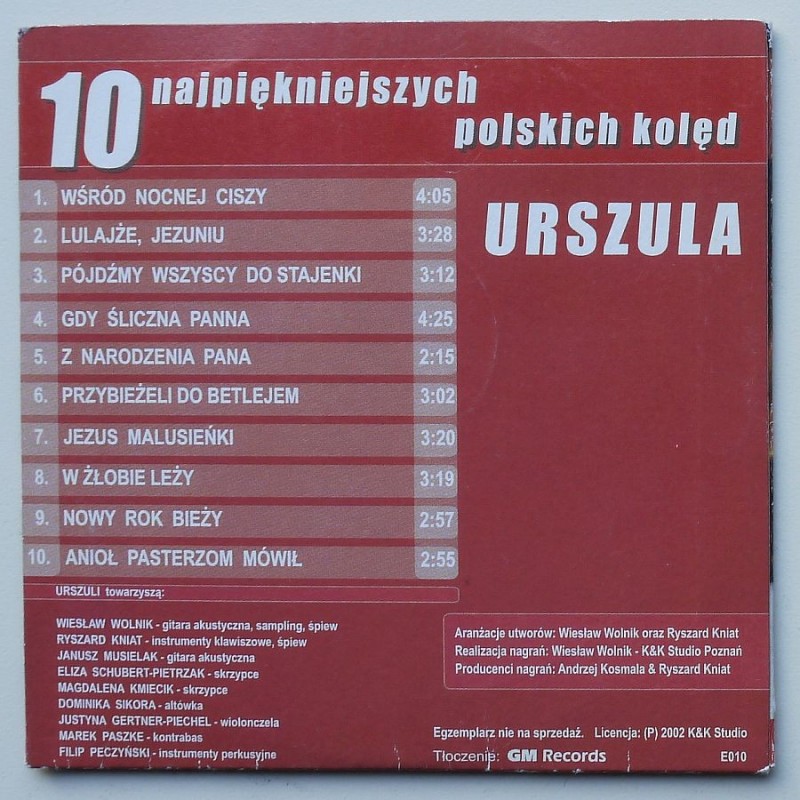 10 najpiękniejszych
polskich kolęd
URSZULA
1. WŚRÓD NOCNEJ CISZY 4:05
2. LULAJŻE, JEZUNIU 3:28
3. PÓJDŹMY WSZYSCY DO STAJENKI 3:12
4. GDY ŚLICZNA PANNA 4:25
5. Z NARODZENIA PANA 2:15
6. PRZYBIEŻELI DO BETLEJEM 3:02
7. JEZUS MALUSIEŃKI 3:20
8. W ŻŁOBIE LEŻY 3:19
9. NOWY ROK BIEŻY 2:57
10. ANIOŁ PASTERZOM MÓWIŁ 2:55
URSZULI towarzyszą:
WIESŁAW WOLNIK - gitara akustyczna, sampling, śpiew
RYSZARD KNIAT - instrumenty klawiszowe, śpiew
JANUSZ MUSIELAK - gitara akustyczna
ELIZA SCHUBERT-PIETRZAK - skrzypce
MAGDALENA KMIECIK - skrzypce
DOMINIKA SIKORA - altówka
JUSTYNA GERTNER-PIECHEL - wiolonczela
MAREK PASZKE - kontrabas
FILIP PECZYŃSKI - instrumenty perkusyjne
Aranżacje utworów: Wiesław Wolnik oraz Ryszard Kniat
Realizacja nagrań: Wiesław Wolnik - K&K Studio Poznań
Producenci nagrań: Andrzej Kosmala & Ryszard Kniat
Egzemplarz nie na sprzedaż. Licencja: (P) 2002 K&K Studio
Tłoczenie: GM Records E010